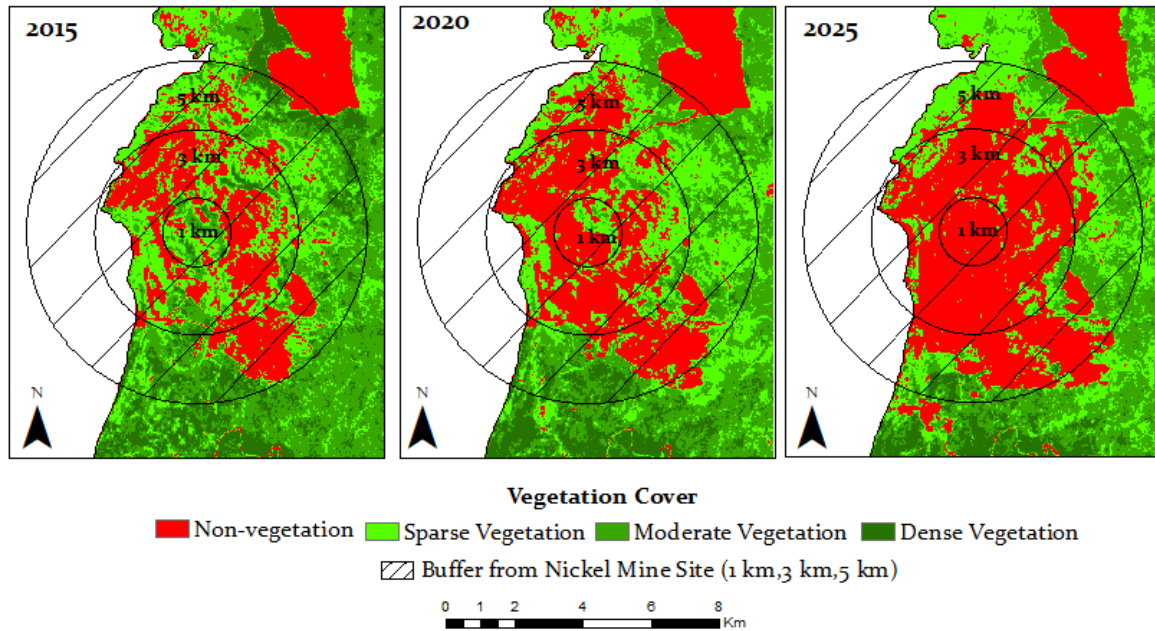 2015
5 km
3 km
1 km
N
2020
5 km
3 km
1 km
N
2025
5 km
3 km
1 km
N
Vegetation Cover
Non-vegetation Sparse Vegetation Moderate Vegetation Dense Vegetation
Buffer from Nickel Mine Site (1 km,3 km,5 km)
0 1 2 4 6 8
Km